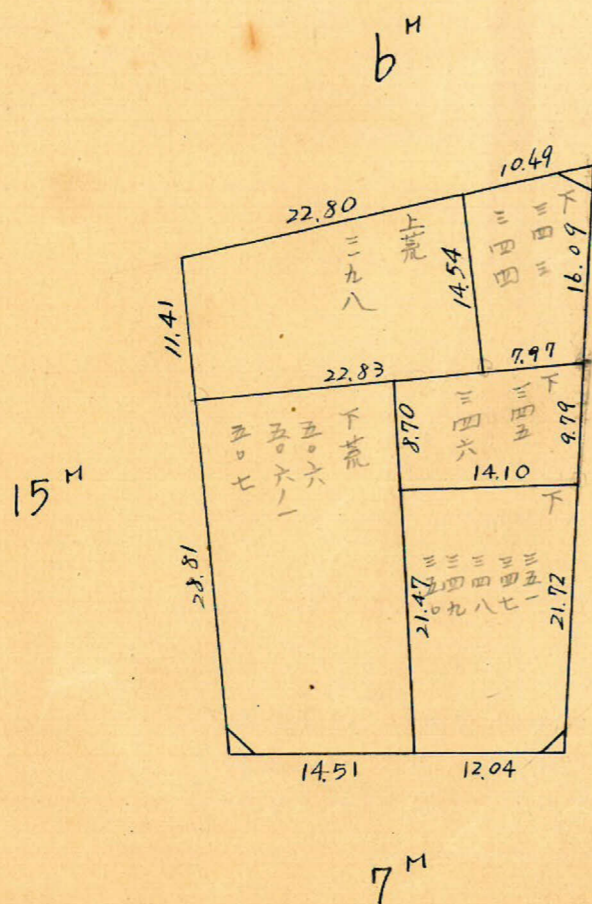 6M
10.49
22.80
下
三四三
三四四
16.09
上荒
三九八
14.54
11.41
7.97
22.83
下
三四五
三四六
8.70
9.79
14.10
下荒
五〇六
五〇六ノ一
五〇七
15M
下
三五一
三四七
三四八
三四九
三五〇
28.81
21.47
21.72
14.51
12.04
7M